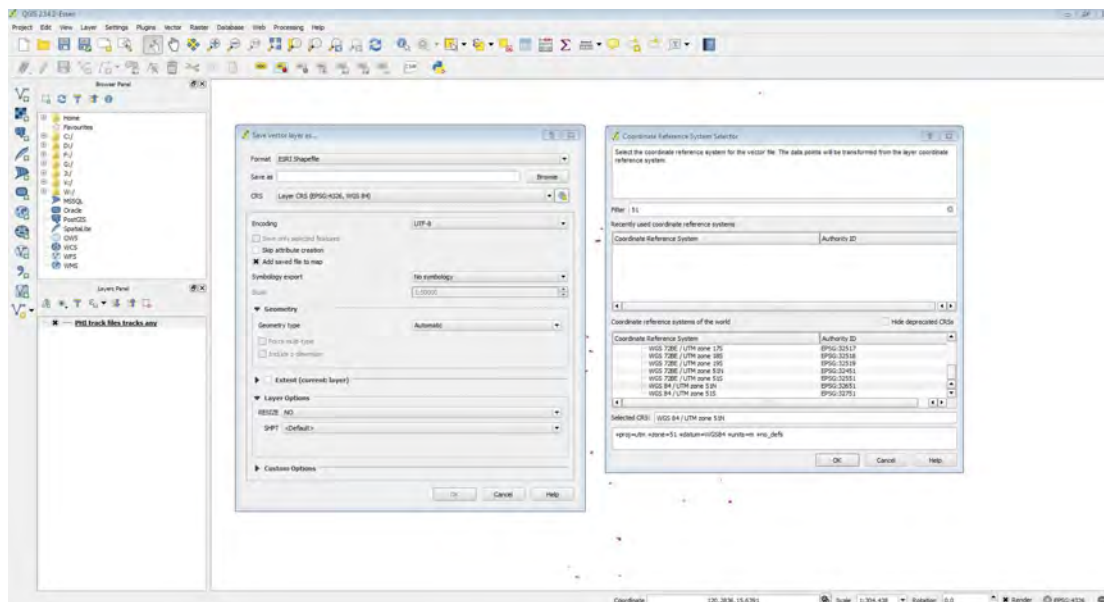 QGIS 2.14.2-Essen
Project Edit View Layer Settings Plugins Vector Raster Database Web Processing Help
Browser Panel
Home
Favourites
C:/
D:/
F:/
G:/
J:/
V:/
W:/
MSSQL
Oracle
PostGIS
SpatiaLite
OWS
WCS
WFS
WMS
Layers Panel
PHI track files tracks any
Save vector layer as...
Format ESRI Shapefile
Save as Browse
CRS Layer CRS (EPSG:4326, WGS 84)
Encoding UTF-8
Save only selected features
Skip attribute creation
Add saved file to map
Symbology export No symbology
Scale 1:50000
Geometry
Geometry type Automatic
Force multi-type
Include z-dimension
Extent (current: layer)
Layer Options
RESIZE NO
SHPT <Default>
Custom Options
OK Cancel Help
Coordinate Reference System Selector
Select the coordinate reference system for the vector file. The data points will be transformed from the layer coordinate
reference system.
Filter 51
Recently used coordinate reference systems
Coordinate Reference System Authority ID
Coordinate reference systems of the world Hide deprecated CRSs
Coordinate Reference System Authority ID
WGS 72BE / UTM zone 17S EPSG:32517
WGS 72BE / UTM zone 18S EPSG:32518
WGS 72BE / UTM zone 19S EPSG:32519
WGS 72BE / UTM zone 51N EPSG:32451
WGS 72BE / UTM zone 51S EPSG:32551
WGS 84 / UTM zone 51N EPSG:32651
WGS 84 / UTM zone 51S EPSG:32751
Selected CRS: WGS 84 / UTM zone 51N
+proj=utm +zone=51 +datum=WGS84 +units=m +no_defs
OK Cancel Help
Coordinate Scale 1:204,438 Rotation 0.0 Render EPSG:4326